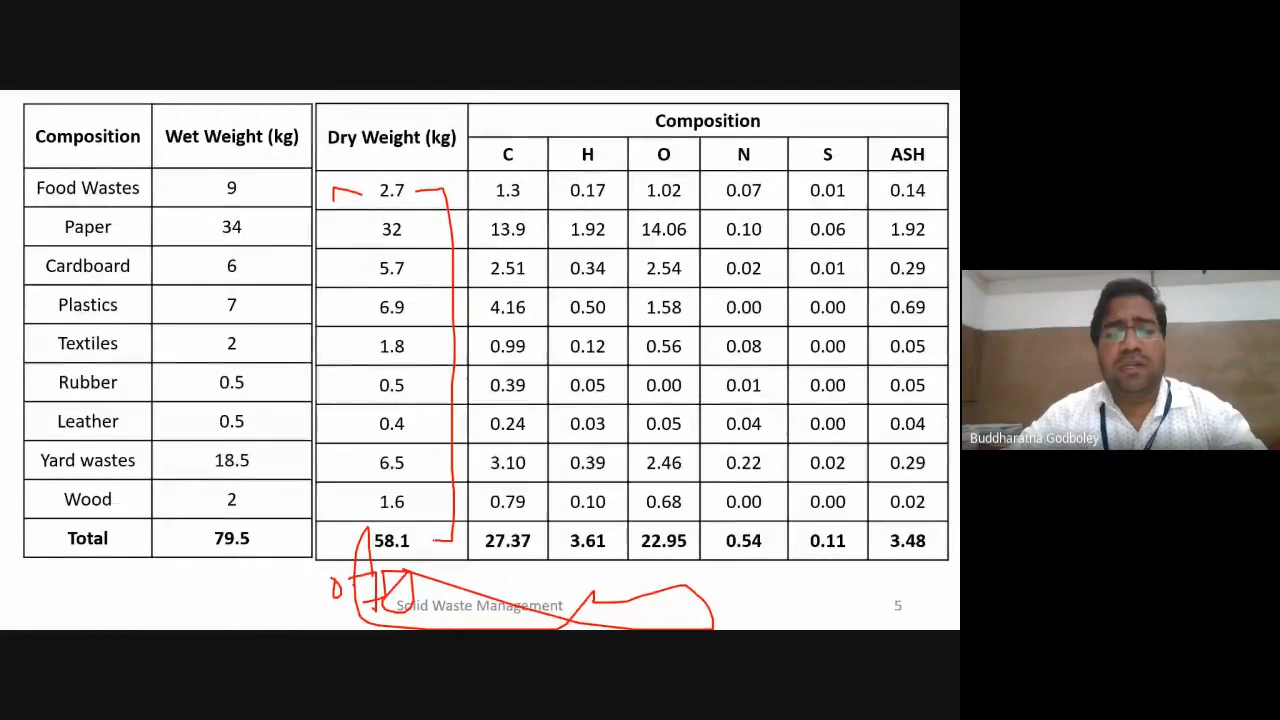 Composition Wet Weight (kg) Dry Weight (kg) Composition
C H O N S ASH
Food Wastes 9 2.7 1.3 0.17 1.02 0.07 0.01 0.14
Paper 34 32 13.9 1.92 14.06 0.10 0.06 1.92
Cardboard 6 5.7 2.51 0.34 2.54 0.02 0.01 0.29
Plastics 7 6.9 4.16 0.50 1.58 0.00 0.00 0.69
Textiles 2 1.8 0.99 0.12 0.56 0.08 0.00 0.05
Rubber 0.5 0.5 0.39 0.05 0.00 0.01 0.00 0.05
Leather 0.5 0.4 0.24 0.03 0.05 0.04 0.00 0.04
Yard wastes 18.5 6.5 3.10 0.39 2.46 0.22 0.02 0.29
Wood 2 1.6 0.79 0.10 0.68 0.00 0.00 0.02
Total 79.5 58.1 27.37 3.61 22.95 0.54 0.11 3.48
Solid Waste Management 5
Buddharatna Godboley